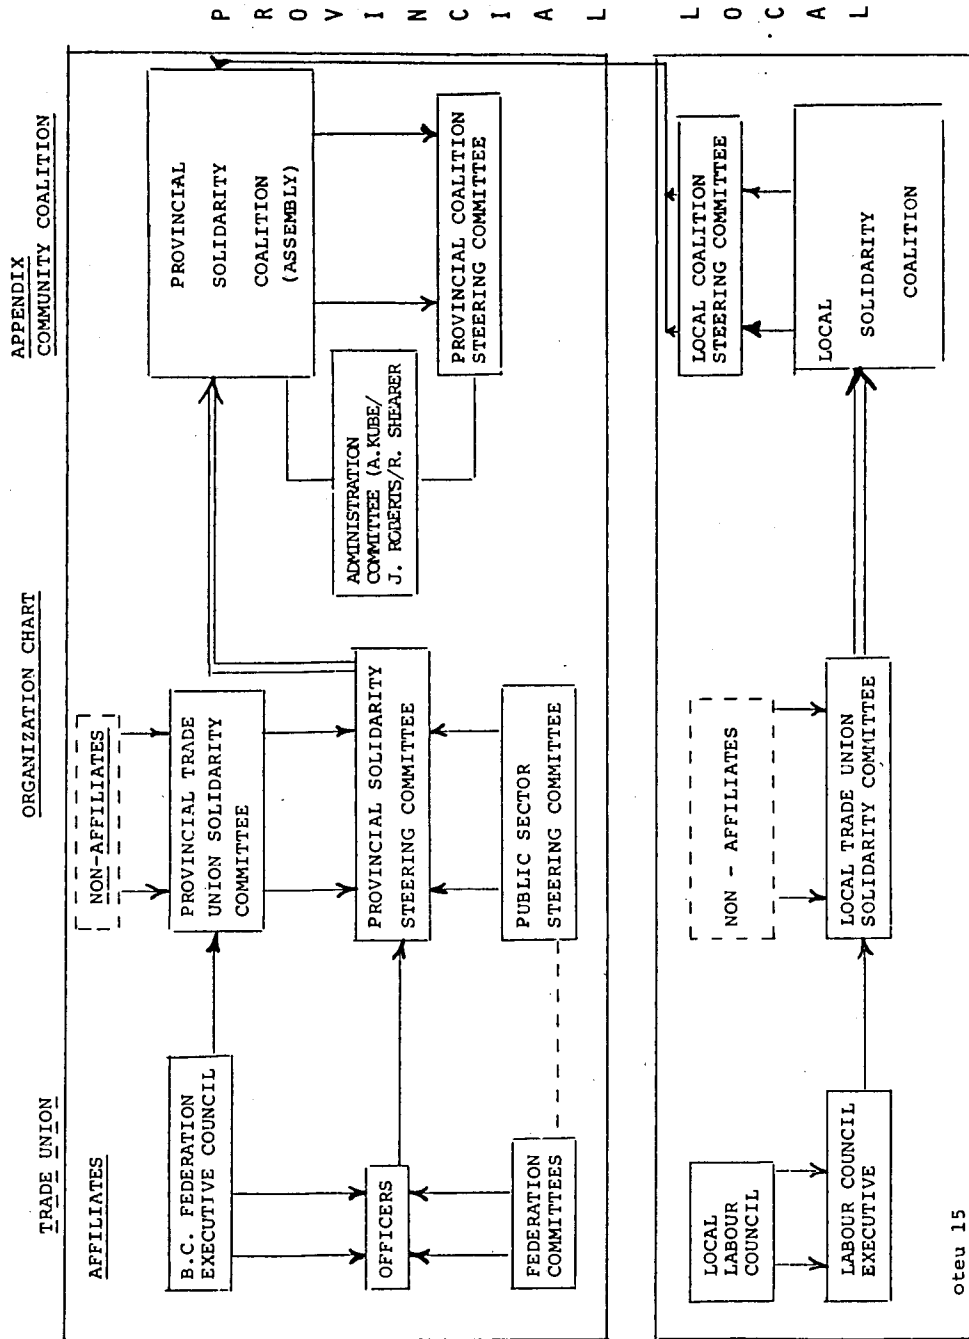 APPENDIX
TRADE UNION
ORGANIZATION CHART
COMMUNITY COALITION
AFFILIATES
NON-AFFILIATES
B.C. FEDERATION
EXECUTIVE COUNCIL
PROVINCIAL TRADE
UNION SOLIDARITY
COMMITTEE
PROVINCIAL
SOLIDARITY
COALITION
(ASSEMBLY)
OFFICERS
PROVINCIAL SOLIDARITY
STEERING COMMITTEE
ADMINISTRATION
COMMITTEE (A.KUBE/
J. ROBERTS/R. SHEARER
PROVINCIAL COALITION
STEERING COMMITTEE
FEDERATION
COMMITTEES
PUBLIC SECTOR
STEERING COMMITTEE
PROVINCIAL
LOCAL
LABOUR
COUNCIL
NON - AFFILIATES
LOCAL COALITION
STEERING COMMITTEE
LABOUR COUNCIL
EXECUTIVE
LOCAL TRADE UNION
SOLIDARITY COMMITTEE
LOCAL
SOLIDARITY
COALITION
LOCAL
oteu 15